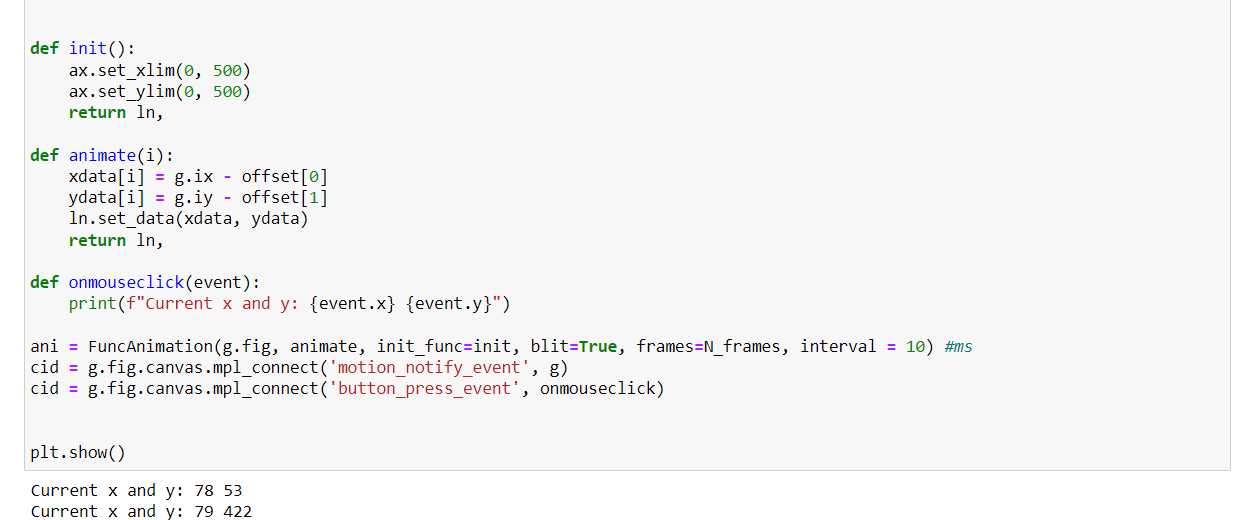 def init():
    ax.set_xlim(0, 500)
    ax.set_ylim(0, 500)
    return ln,
def animate(i):
    xdata[i] = g.ix - offset[0]
    ydata[i] = g.iy - offset[1]
    ln.set_data(xdata, ydata)
    return ln,
def onmouseclick(event):
    print(f"Current x and y: {event.x} {event.y}")
ani = FuncAnimation(g.fig, animate, init_func=init, blit=True, frames=N_frames, interval = 10) #ms
cid = g.fig.canvas.mpl_connect('motion_notify_event', g)
cid = g.fig.canvas.mpl_connect('button_press_event', onmouseclick)
plt.show()
Current x and y: 78 53
Current x and y: 79 422